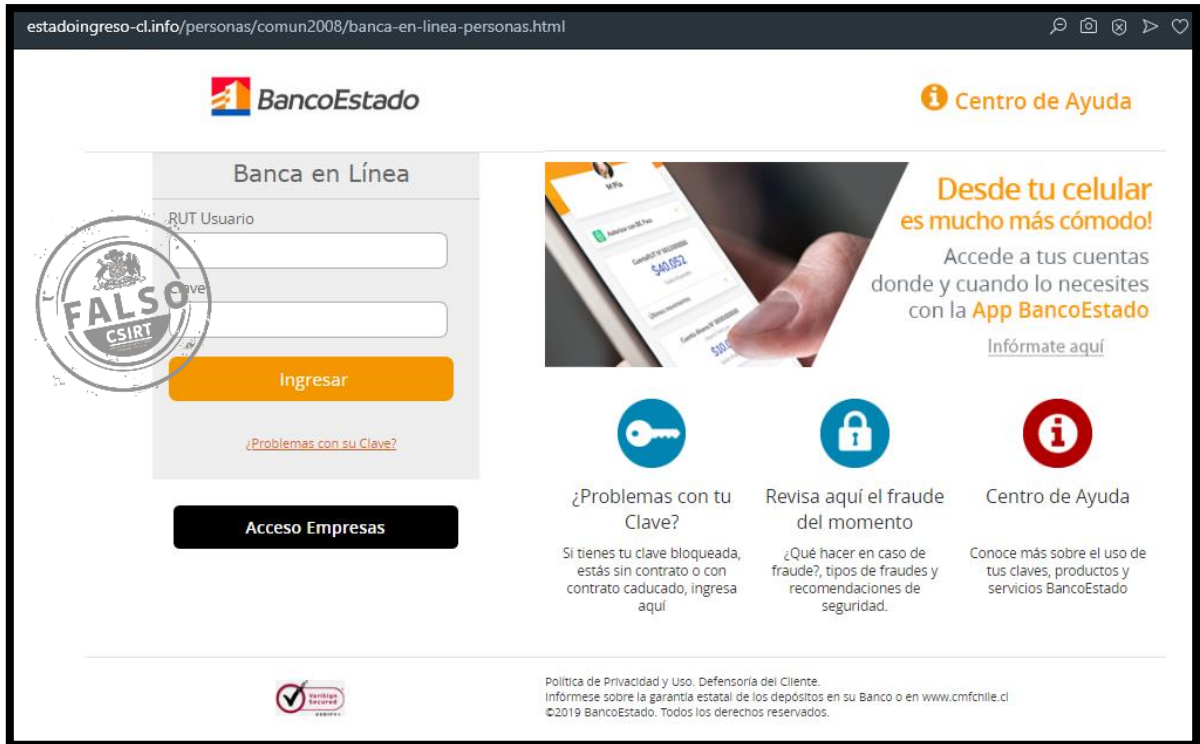 estadoingreso-cl.info/personas/comun2008/banca-en-linea-personas.html
BancoEstado
Centro de Ayuda
Banca en Línea
RUT Usuario
Clave
FALSO
CSIRT
Ingresar
¿Problemas con su Clave?
Acceso Empresas
M Pía
$40.052
Desde tu celular
es mucho más cómodo!
Accede a tus cuentas
donde y cuando lo necesites
con la App BancoEstado
Infórmate aquí
¿Problemas con tu
Clave?
Si tienes tu clave bloqueada,
estás sin contrato o con
contrato caducado, ingresa
aquí
Revisa aquí el fraude
del momento
¿Qué hacer en caso de
fraude?, tipos de fraudes y
recomendaciones de
seguridad.
Centro de Ayuda
Conoce más sobre el uso de
tus claves, productos y
servicios BancoEstado
VeriSign
Secured
Política de Privacidad y Uso. Defensoría del Cliente.
Infórmese sobre la garantía estatal de los depósitos en su Banco o en www.cmfchile.cl
©2019 BancoEstado. Todos los derechos reservados.